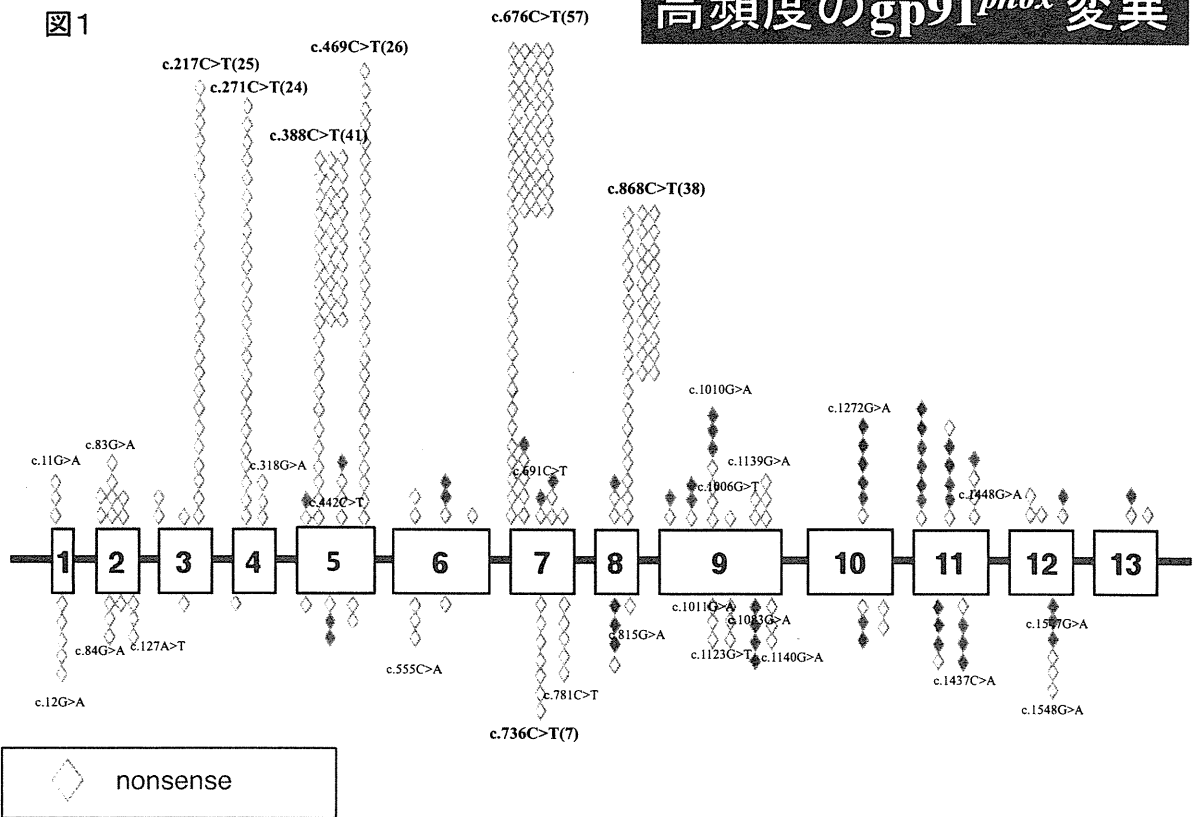 図1
高頻度のgp91phox変異
c.676C>T(57)
c.469C>T(26)
c.217C>T(25)
c.271C>T(24)
c.388C>T(41)
c.868C>T(38)
c.1010G>A
c.1272G>A
c.83G>A
c.11G>A
c.318G>A
c.442C>T
c.691C>T
c.1139G>A
c.1006G>T
c.1448G>A
1 2 3 4 5 6 7 8 9 10 11 12 13
c.1011G>A
c.1083G>A
c.84G>A
c.127A>T
c.815G>A
c.1123G>T
c.1140G>A
c.555C>A
c.781C>T
c.1437C>A
c.12G>A
c.1548G>A
c.736C>T(7)
nonsense